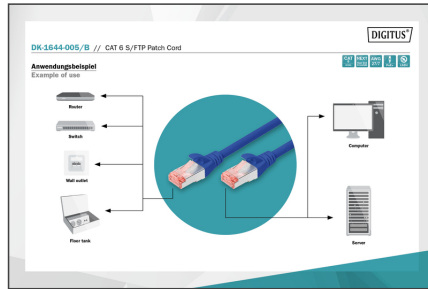 DIGITUS®
DK-1644-005/B // CAT 6 S/FTP Patch Cord
Anwendungsbeispiel
Example of use
Router
Switch
Wall outlet
Floor tank
Computer
Server